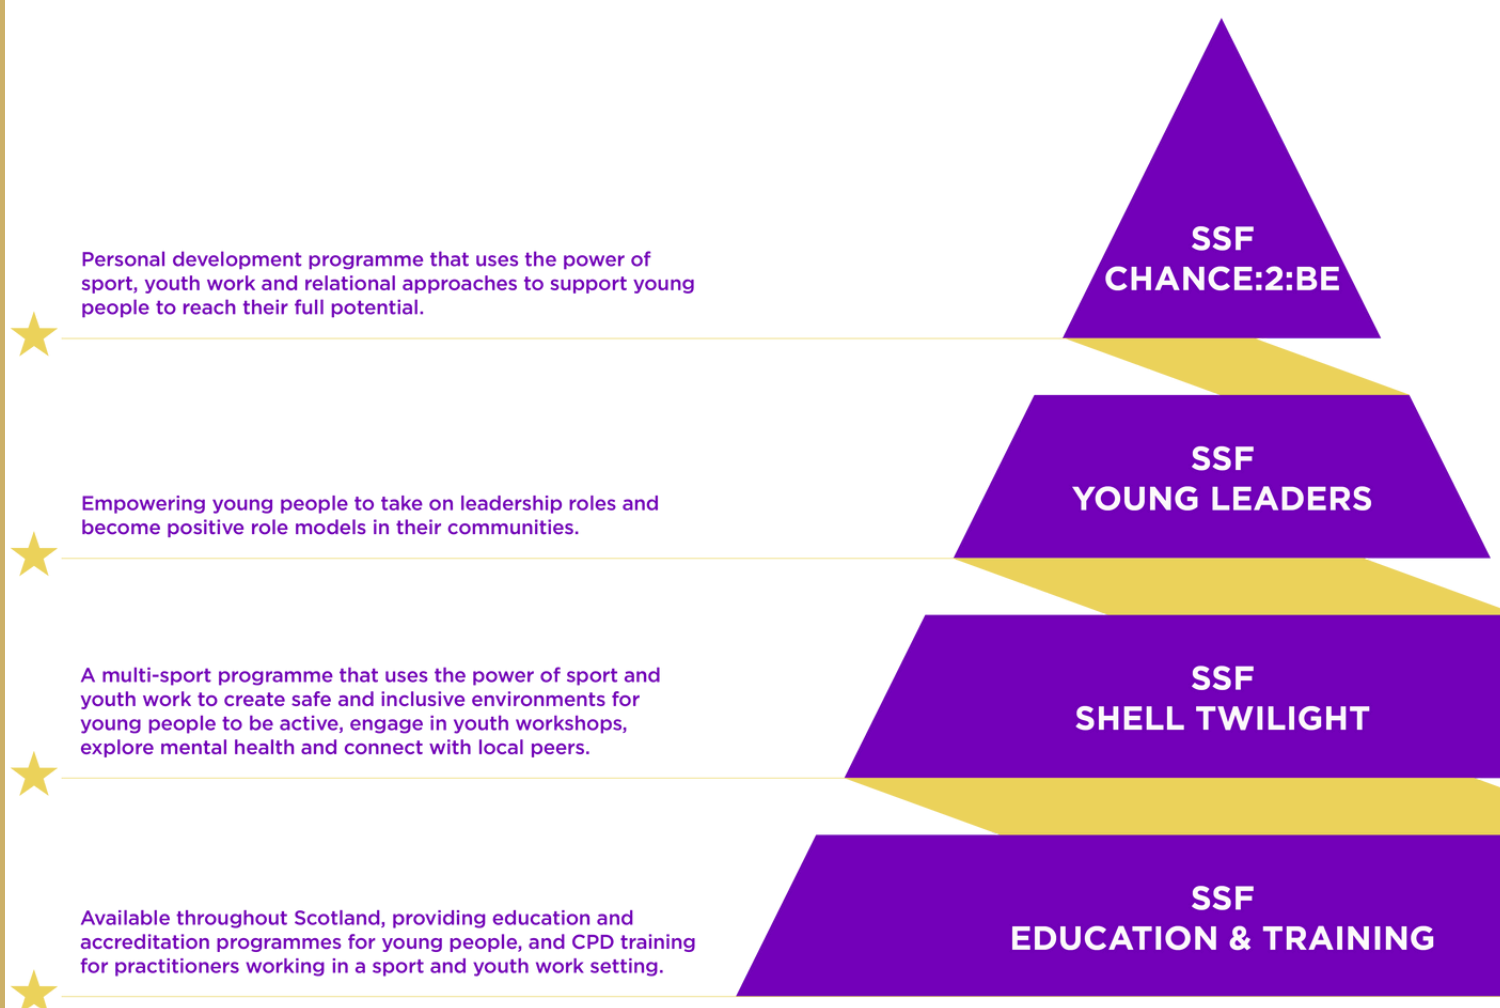 Personal development programme that uses the power of
sport, youth work and relational approaches to support young
people to reach their full potential.
SSF
CHANCE:2:BE
Empowering young people to take on leadership roles and
become positive role models in their communities.
SSF
YOUNG LEADERS
A multi-sport programme that uses the power of sport and
youth work to create safe and inclusive environments for
young people to be active, engage in youth workshops,
explore mental health and connect with local peers.
SSF
SHELL TWILIGHT
Available throughout Scotland, providing education and
accreditation programmes for young people, and CPD training
for practitioners working in a sport and youth work setting.
SSF
EDUCATION & TRAINING